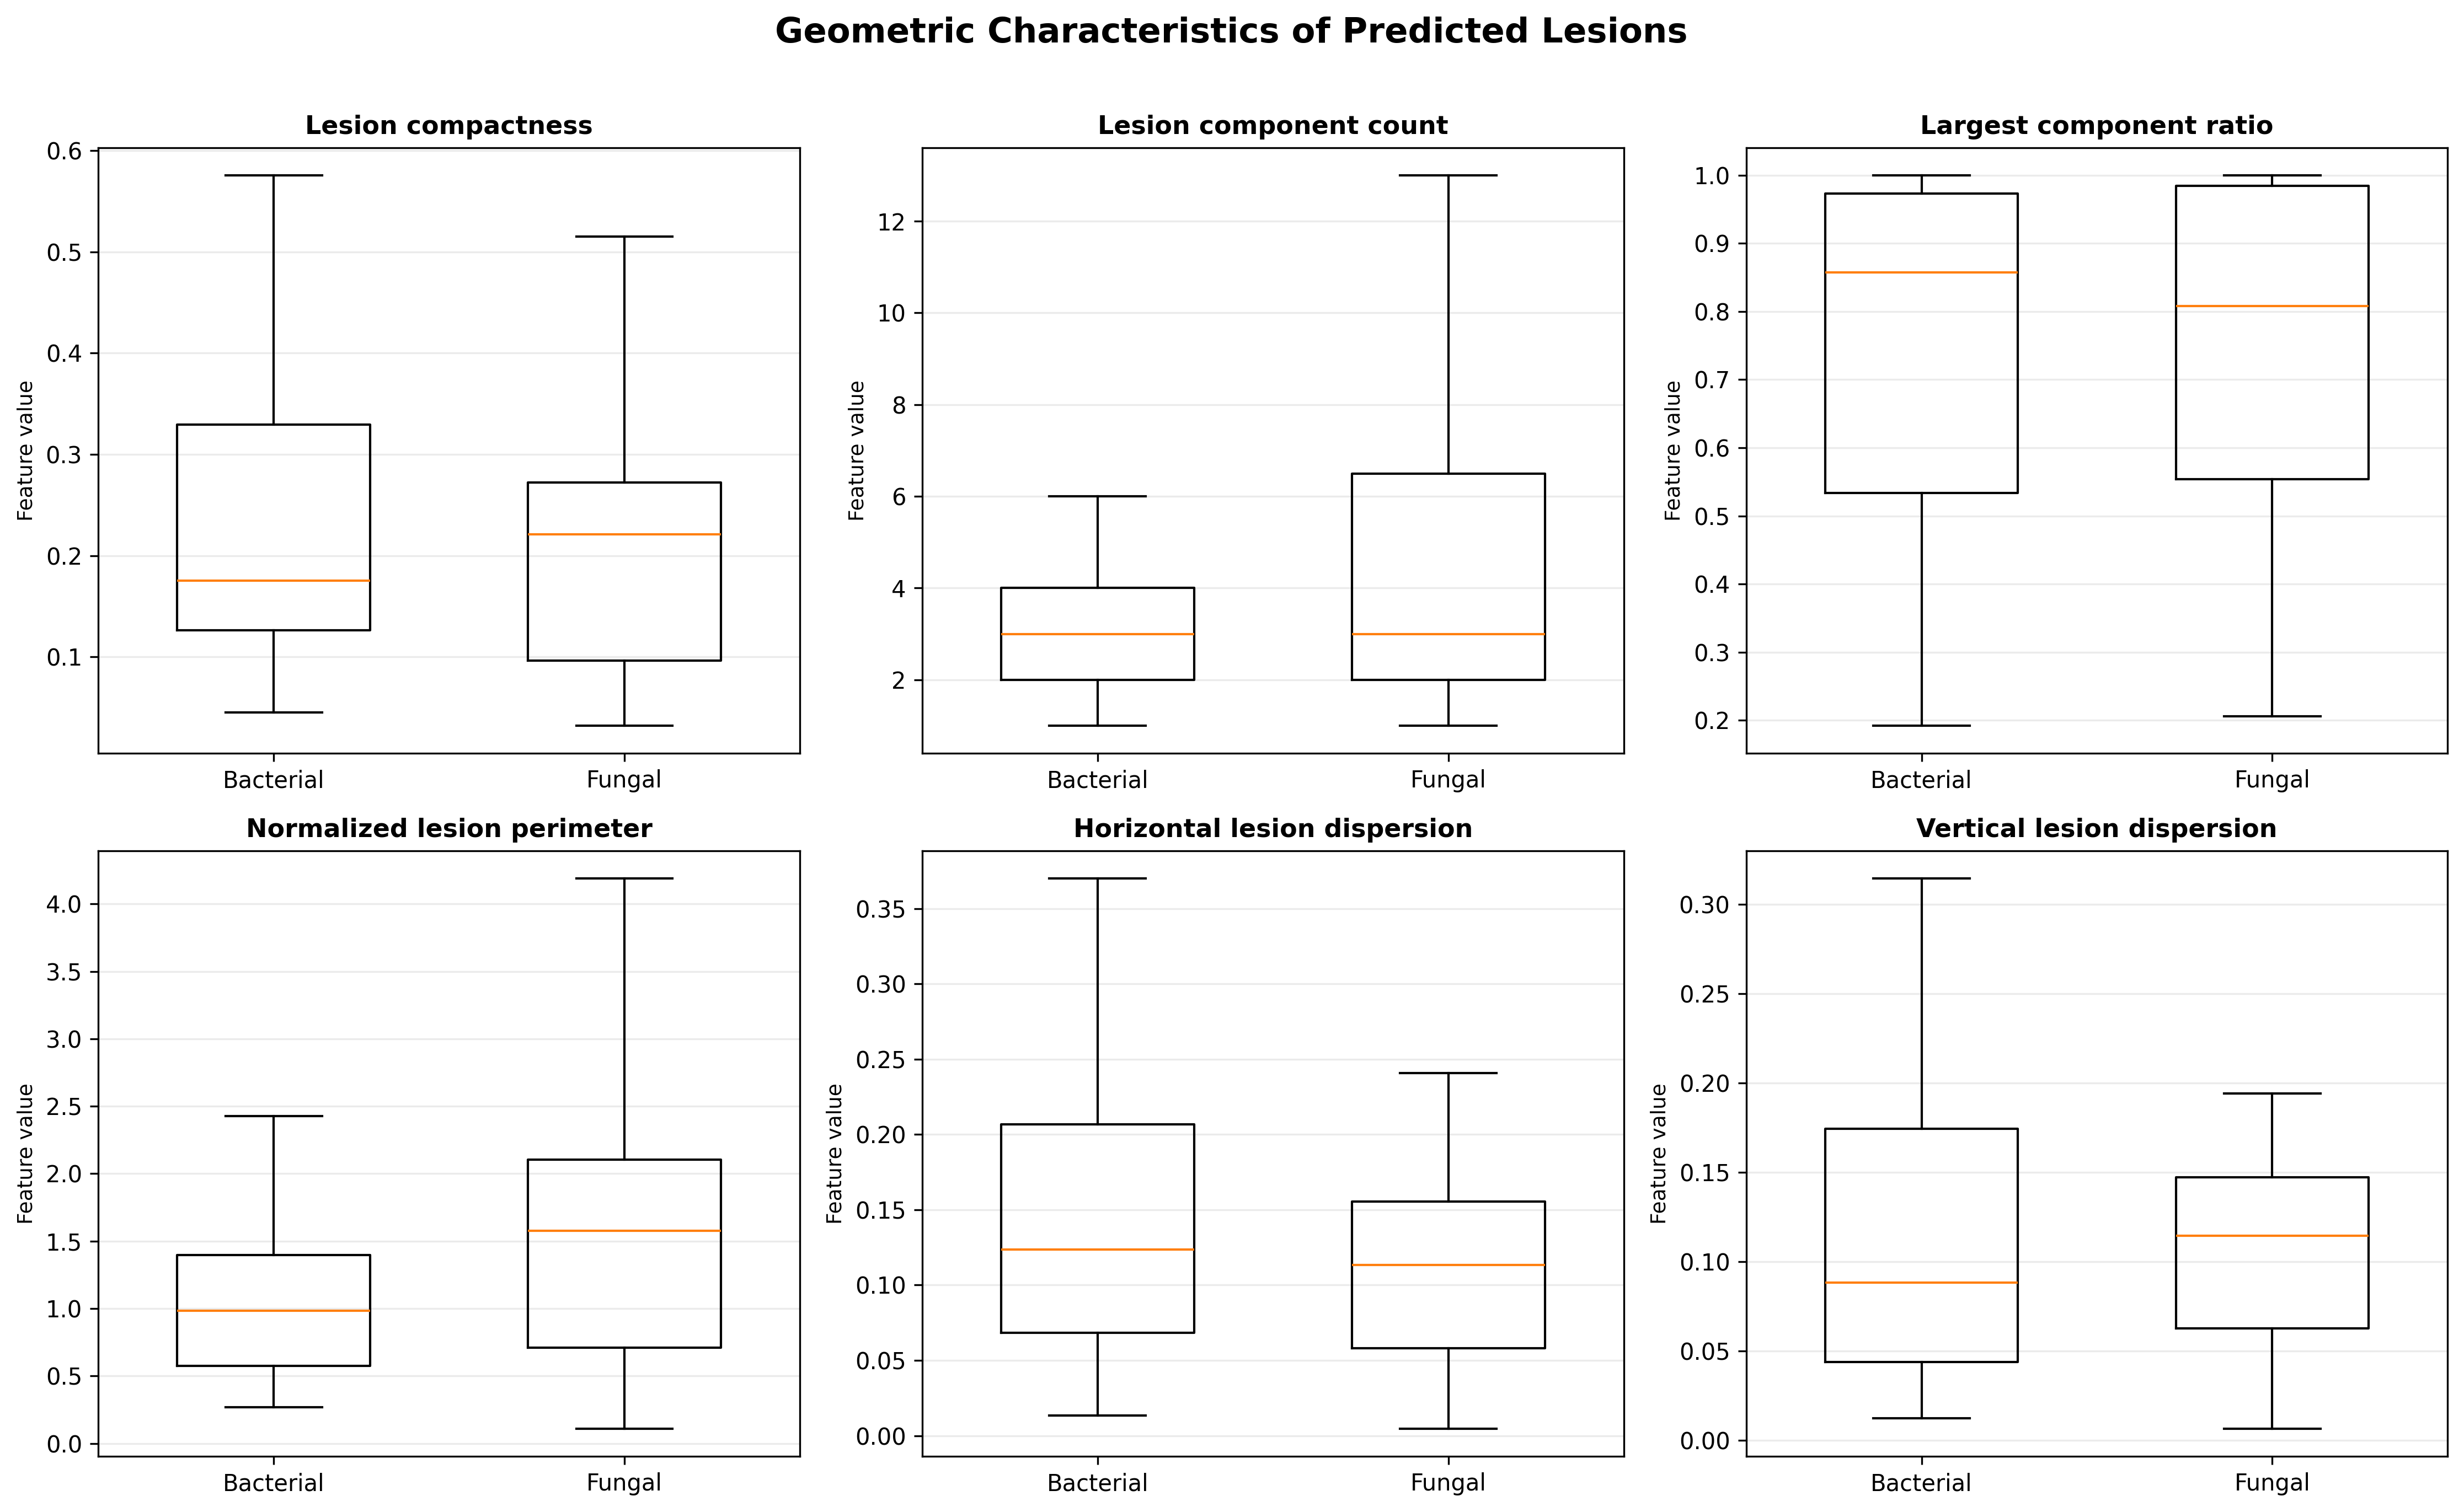 Geometric Characteristics of Predicted Lesions
Lesion compactness
Feature value
0.6
0.5
0.4
0.3
0.2
0.1
Bacterial
Fungal
Lesion component count
Feature value
12
10
8
6
4
2
Bacterial
Fungal
Largest component ratio
Feature value
1.0
0.9
0.8
0.7
0.6
0.5
0.4
0.3
0.2
Bacterial
Fungal
Normalized lesion perimeter
Feature value
4.0
3.5
3.0
2.5
2.0
1.5
1.0
0.5
0.0
Bacterial
Fungal
Horizontal lesion dispersion
Feature value
0.35
0.30
0.25
0.20
0.15
0.10
0.05
0.00
Bacterial
Fungal
Vertical lesion dispersion
Feature value
0.30
0.25
0.20
0.15
0.10
0.05
0.00
Bacterial
Fungal